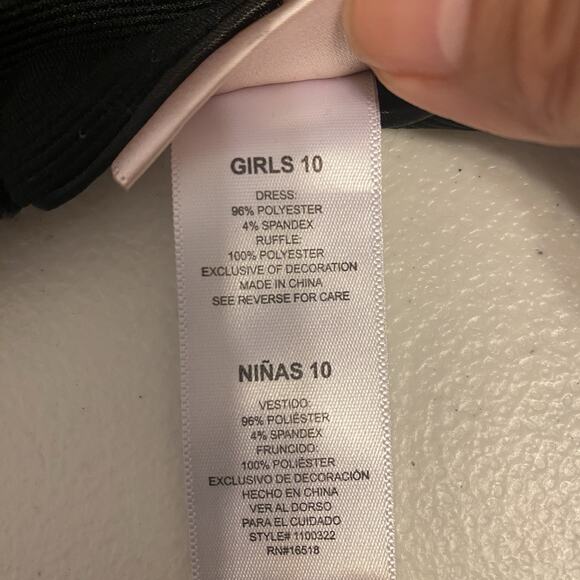 GIRLS 10
DRESS:
96% POLYESTER
4% SPANDEX
RUFFLE:
100% POLYESTER
EXCLUSIVE OF DECORATION
MADE IN CHINA
SEE REVERSE FOR CARE
NIÑAS 10
VESTIDO:
96% POLIÉSTER
4% SPANDEX
FRUNCIDO:
100% POLIÉSTER
EXCLUSIVO DE DECORACIÓN
HECHO EN CHINA
VER AL DORSO
PARA EL CUIDADO
STYLE# 1100322
RN#16518